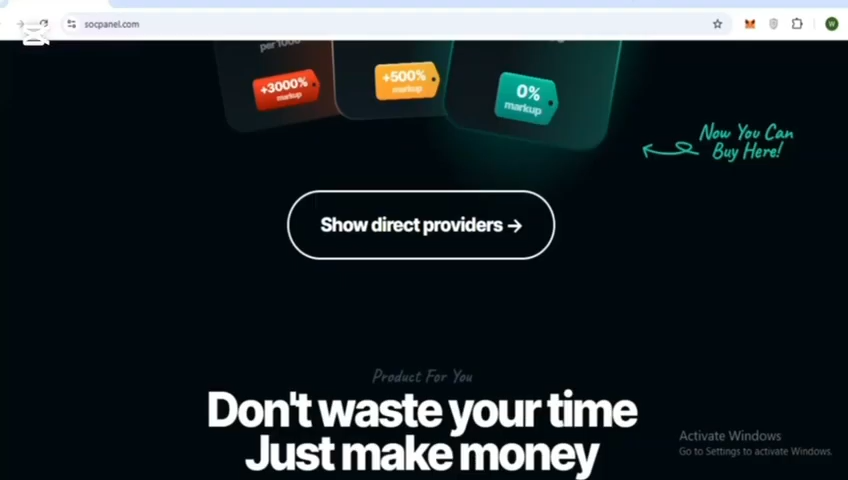 socpanel.com
W
per 1000
+3000%
markup
+500%
markup
0%
markup
Now You Can
Buy Here!
Show direct providers →
Product For You
Don't waste your time
Just make money
Activate Windows
Go to Settings to activate Windows.